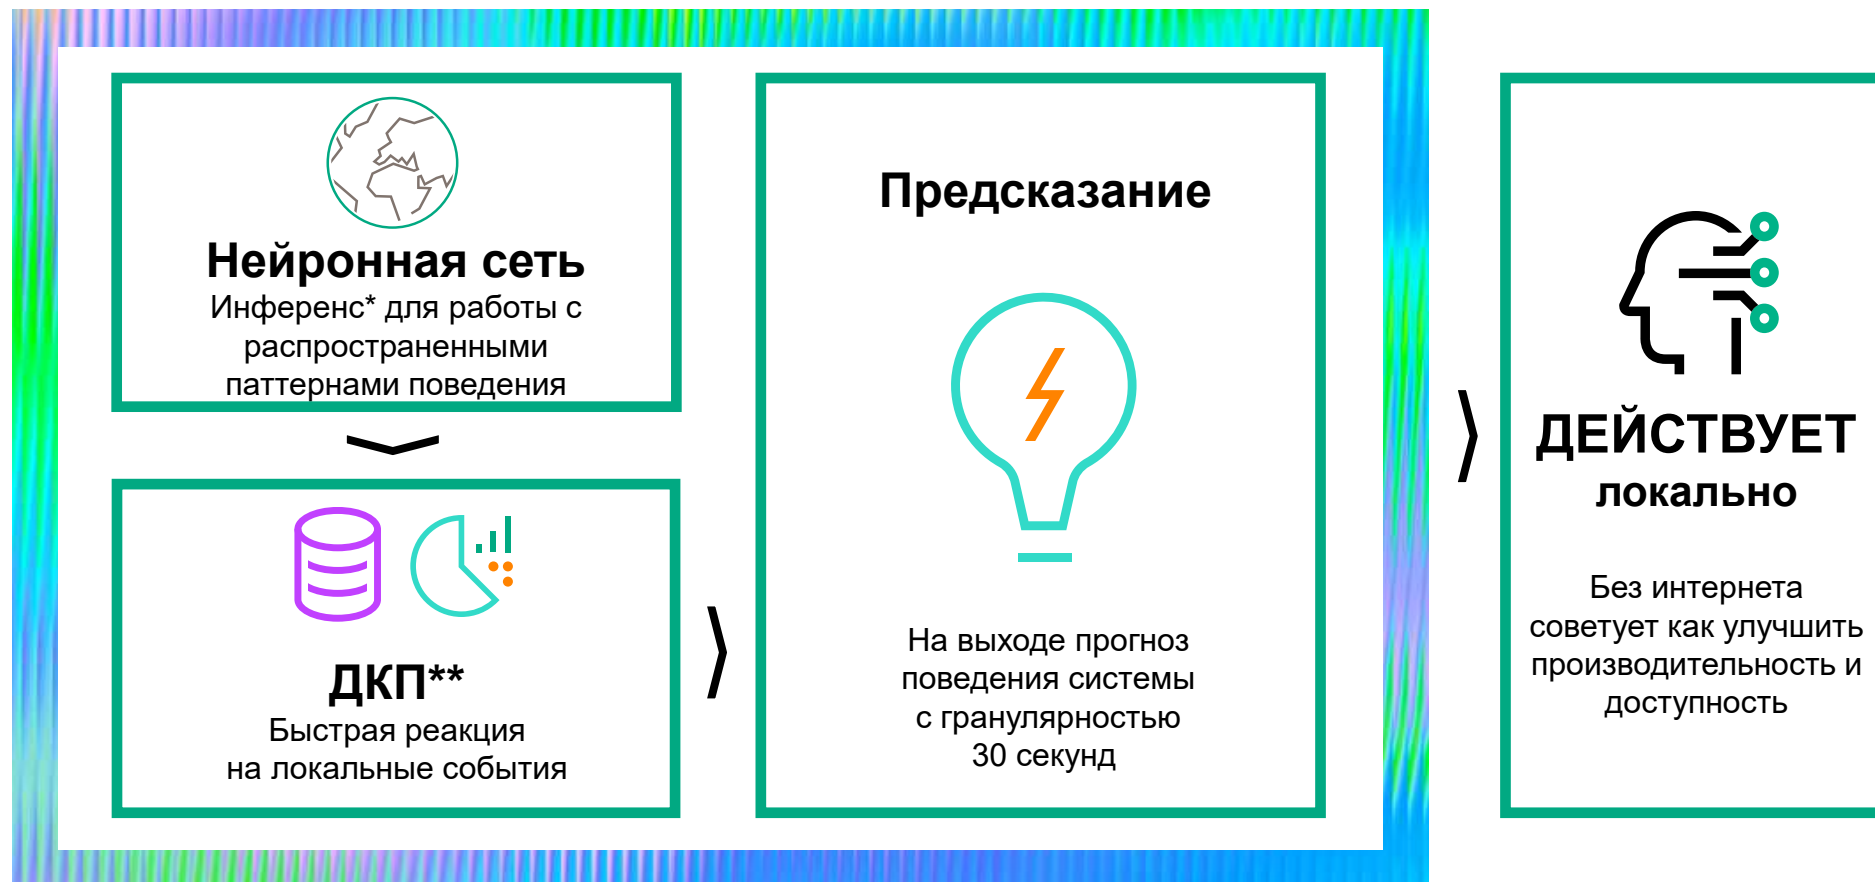 Нейронная сеть
Инференс* для работы с
распространенными
паттернами поведения
ДКП**
Быстрая реакция
на локальные события
Предсказание
На выходе прогноз
поведения системы
с гранулярностью
30 секунд
ДЕЙСТВУЕТ
локально
Без интернета
советует как улучшить
производительность и
доступность